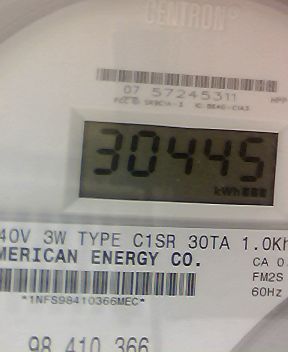 CENTRON®
07 57245311
30445
kWh
40V 3W TYPE C1SR 30TA 1.0Kh
MERICAN ENERGY CO.
CA 0.
FM2S
60Hz
*1NFS98410366MEC*
98 410 366